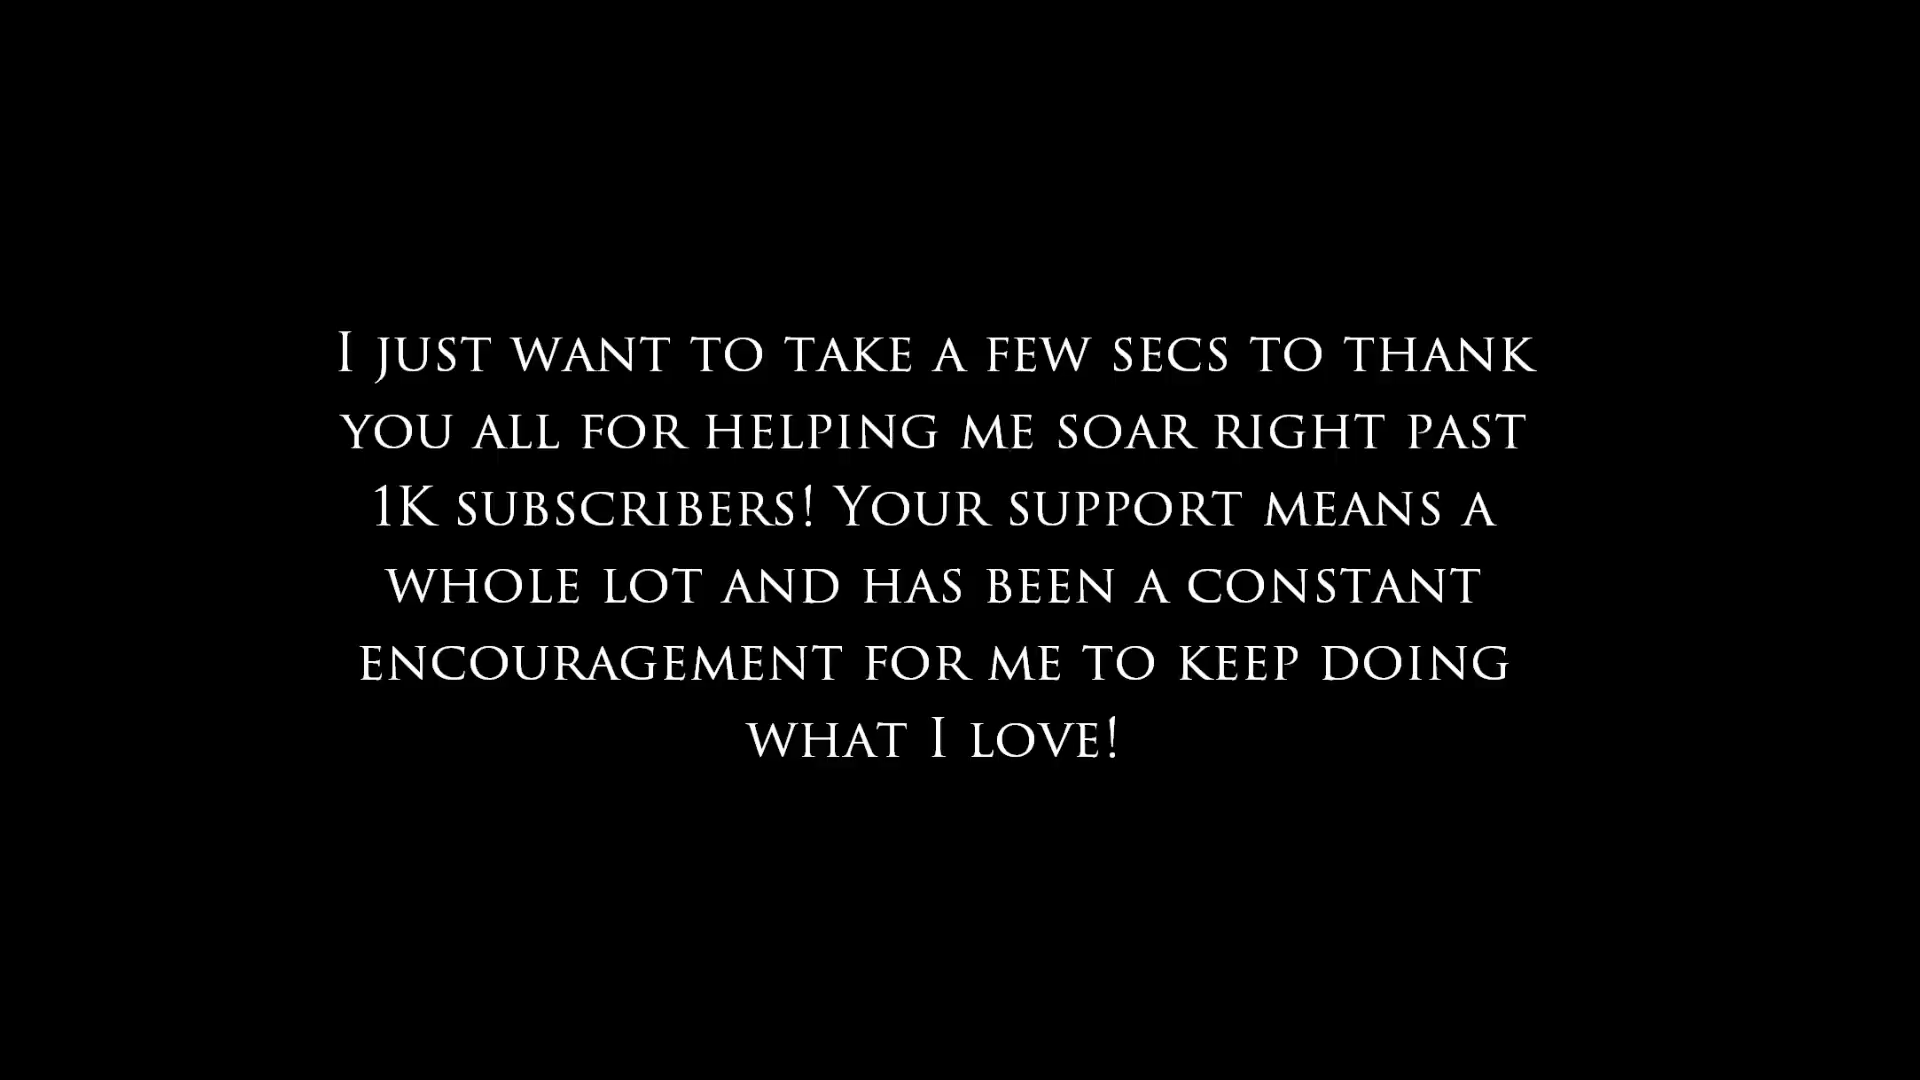 I just want to take a few secs to thank
you all for helping me soar right past
1K subscribers! Your support means a
whole lot and has been a constant
encouragement for me to keep doing
what I love!